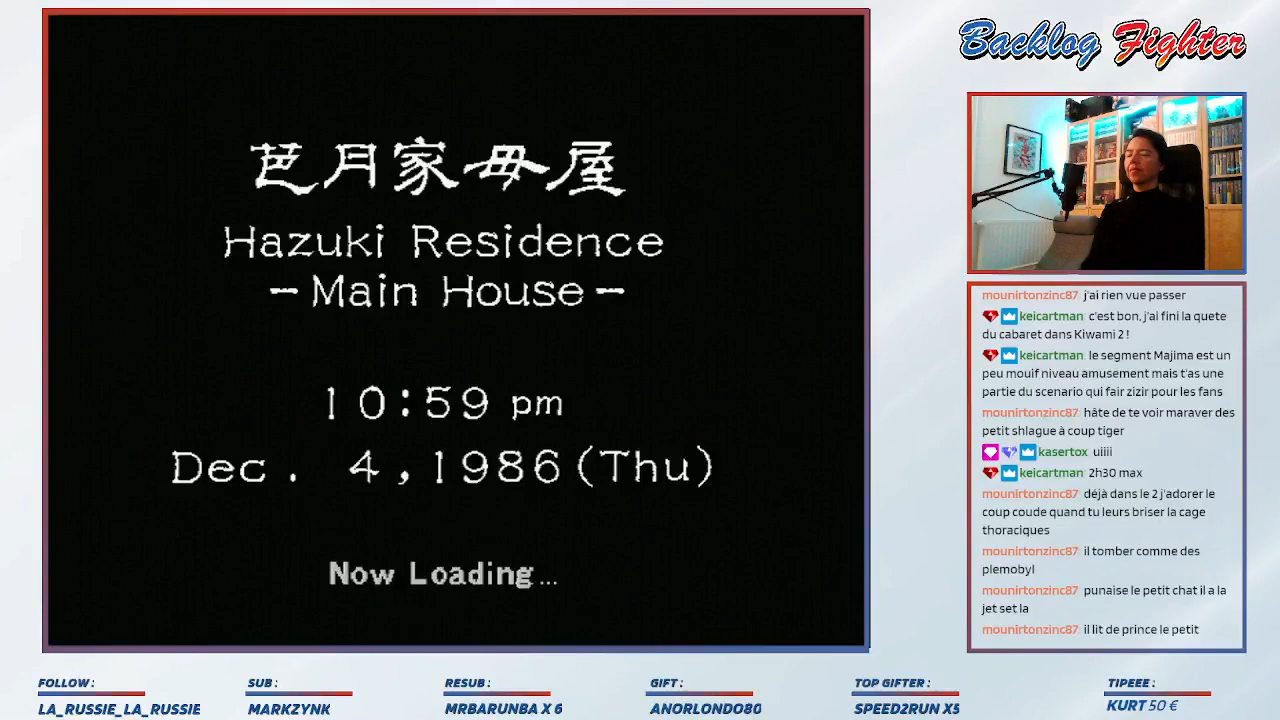 芭月家母屋
Hazuki Residence
-Main House-
10:59 pm
Dec. 4,1986(Thu)
Now Loading...
Backlog Fighter
mounirtonzinc87: j'ai rien vue passer
keicartman: c'est bon, j'ai fini la quete
du cabaret dans Kiwami 2 !
keicartman: le segment Majima est un
peu mouif niveau amusement mais t'as une
partie du scenario qui fair zizir pour les fans
mounirtonzinc87: hâte de te voir maraver des
petit shlague à coup tiger
kasertox: uiiii
keicartman: 2h30 max
mounirtonzinc87: déjà dans le 2 j'adorer le
coup coude quand tu leurs briser la cage
thoraciques
mounirtonzinc87: il tomber comme des
plemobyl
mounirtonzinc87: punaise le petit chat il a la
jet set la
mounirtonzinc87: il lit de prince le petit
FOLLOW :
LA_RUSSIE_LA_RUSSIE
SUB :
MARKZYNK
RESUB :
MRBARUNBA X 6
GIFT :
ANORLONDO80
TOP GIFTER :
SPEED2RUN X5
TIPEEE :
KURT 50 €